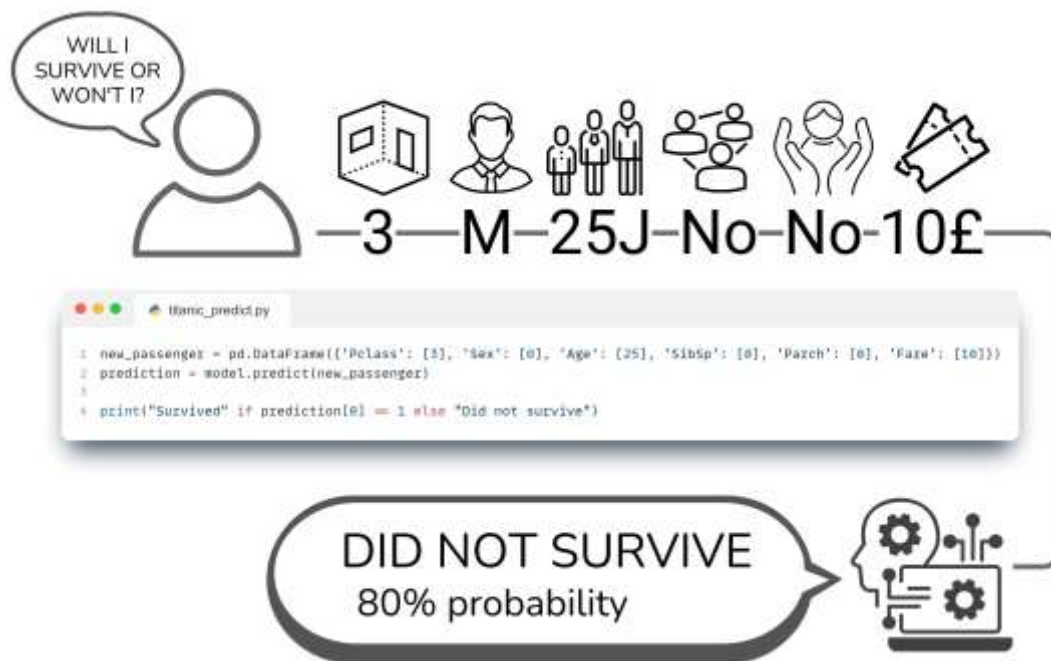 WILL I
SURVIVE OR
WON'T I?
3 M 25J No No 10£
titanic_predict.py
1 new_passenger = pd.DataFrame({'Pclass': [3], 'Sex': [0], 'Age': [25], 'SibSp': [0], 'Parch': [0], 'Fare': [10]})
2 prediction = model.predict(new_passenger)
3
4 print("Survived" if prediction[0] == 1 else "Did not survive")
DID NOT SURVIVE
80% probability